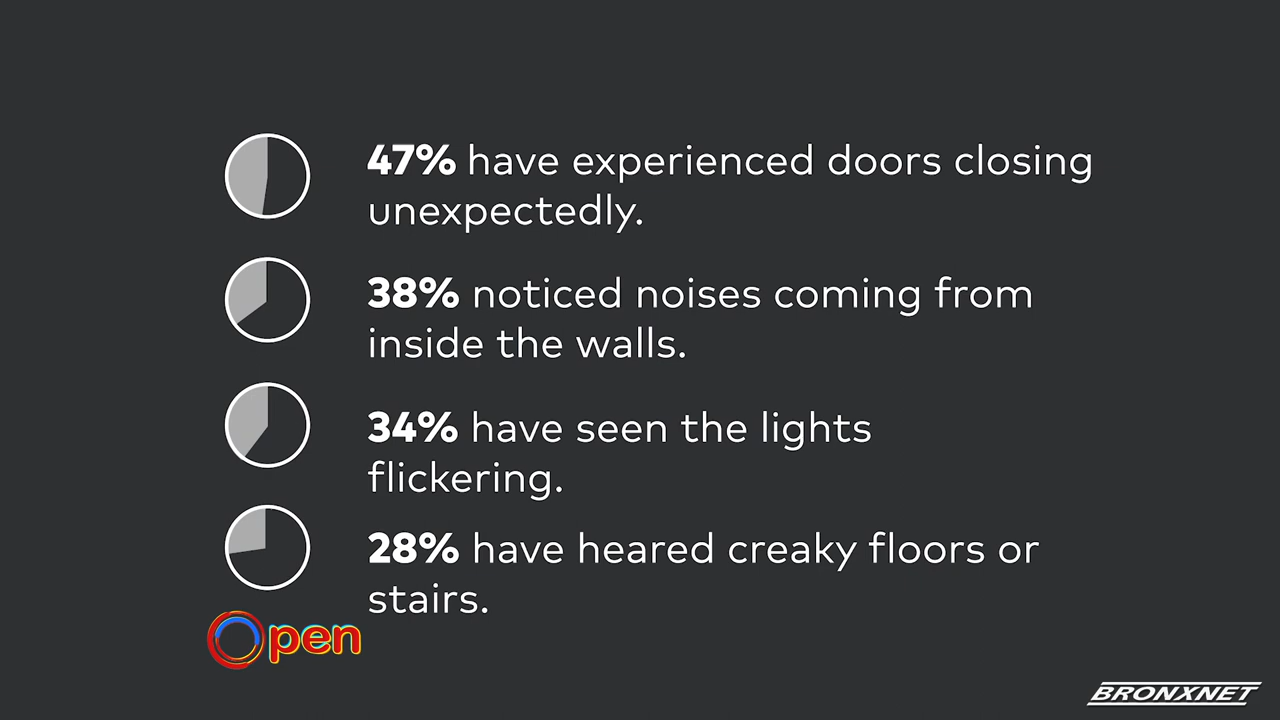 47% have experienced doors closing
unexpectedly.
38% noticed noises coming from
inside the walls.
34% have seen the lights
flickering.
28% have heared creaky floors or
stairs.
Open
BRONXNET